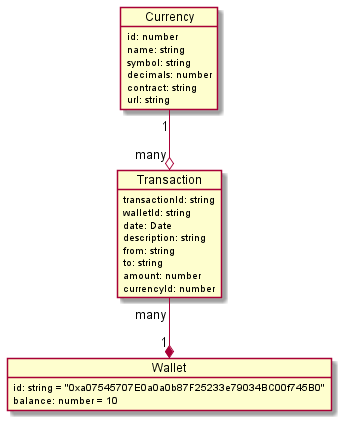 Currency
id: number
name: string
symbol: string
decimals: number
contract: string
url: string
1
many
Transaction
transactionId: string
walletId: string
date: Date
description: string
from: string
to: string
amount: number
currencyId: number
many
1
Wallet
id: string = "0xa07545707E0a0a0b87F25233e79034BC00f745B0"
balance: number = 10